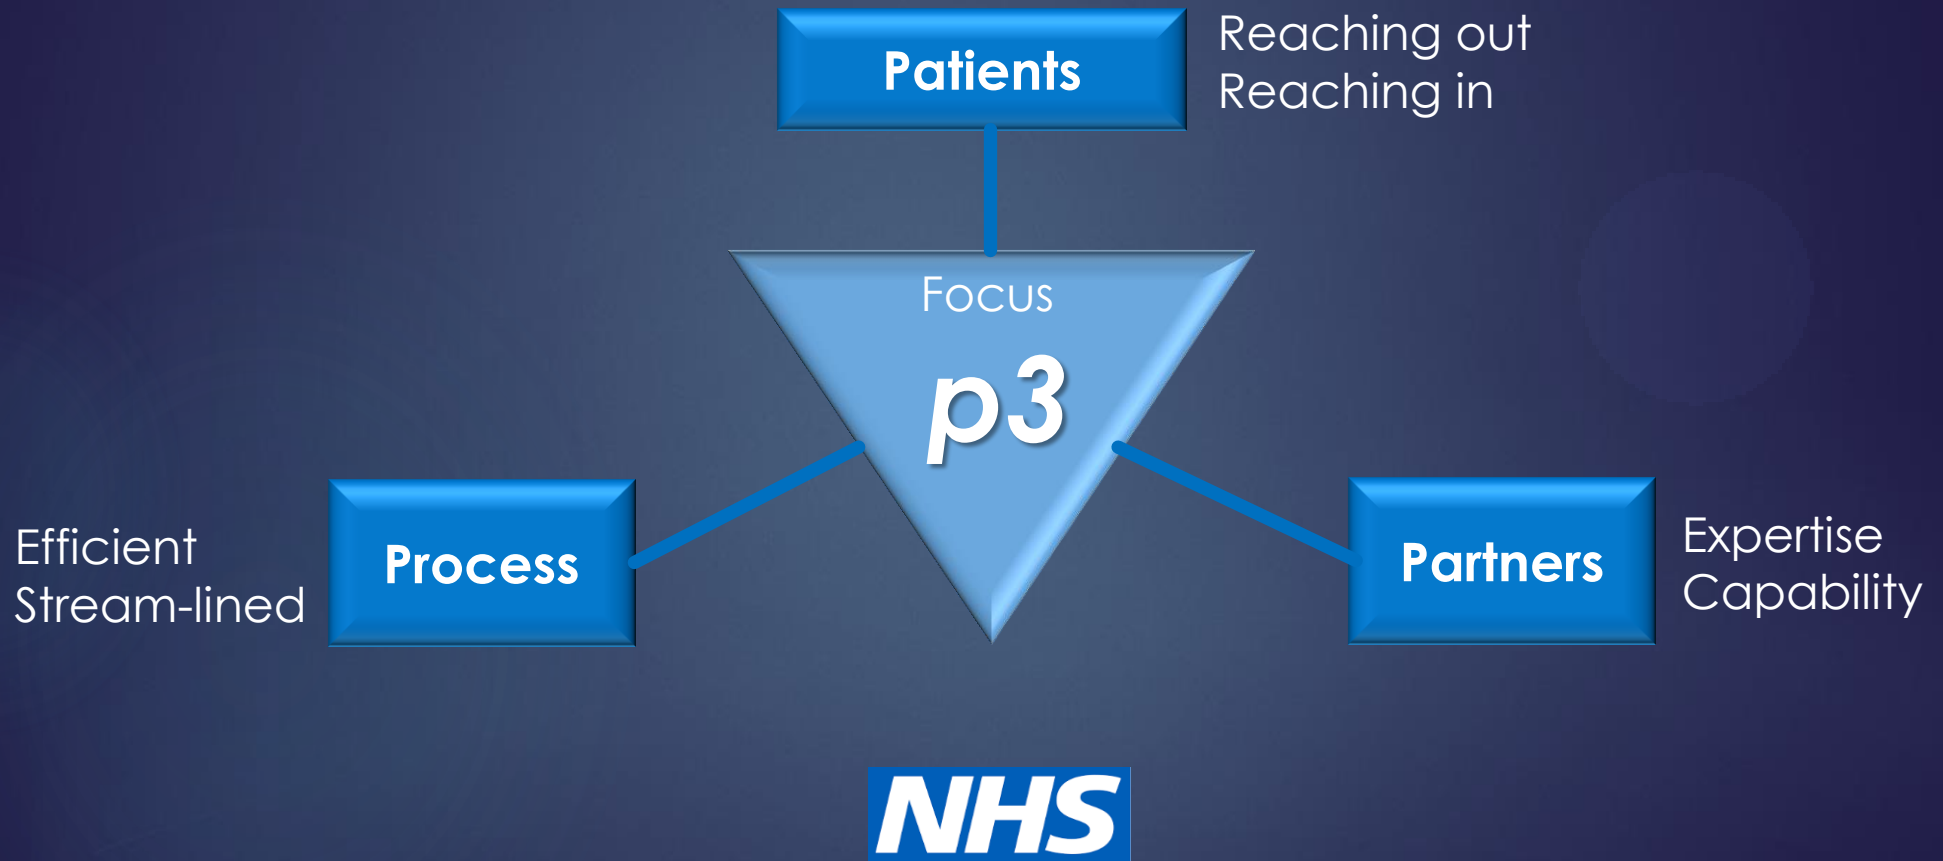 Patients
Reaching out
Reaching in
Focus
p3
Efficient
Stream-lined
Process
Partners
Expertise
Capability
NHS